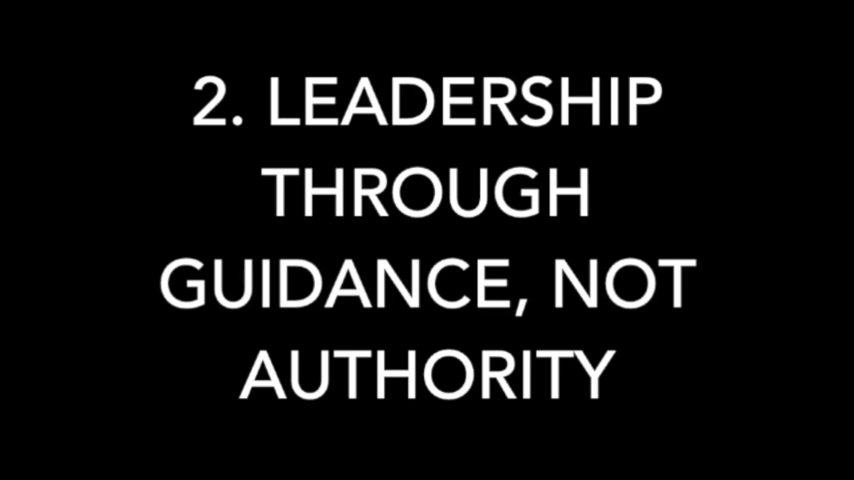 2. LEADERSHIP
THROUGH
GUIDANCE, NOT
AUTHORITY